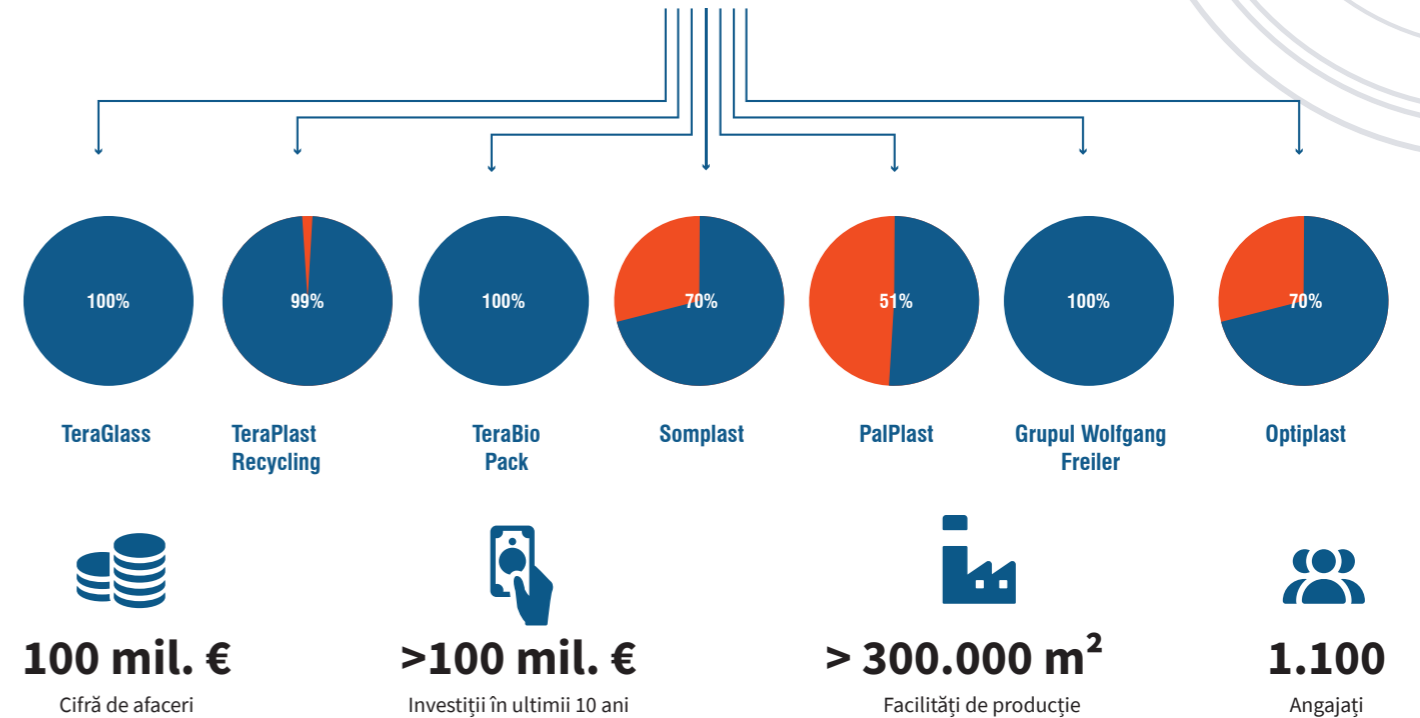 100%
99%
100%
70%
51%
100%
70%
TeraGlass
TeraPlast
Recycling
TeraBio
Pack
Somplast
PalPlast
Grupul Wolfgang
Freiler
Optiplast
100 mil. €
Cifră de afaceri
>100 mil. €
Investiții în ultimii 10 ani
> 300.000 m²
Facilități de producție
1.100
Angajați